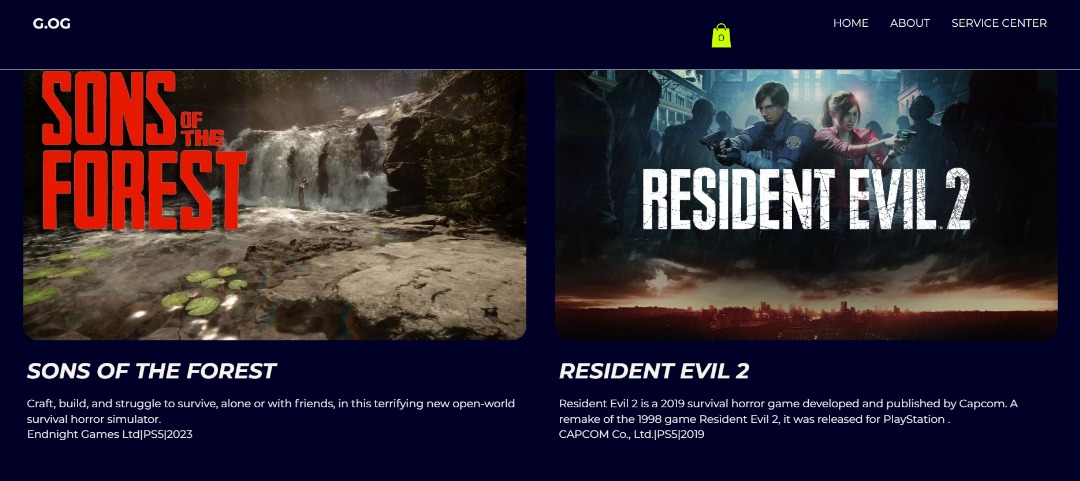 G.OG
0
HOME ABOUT SERVICE CENTER
SONS
OF
THE
FOREST
RESIDENT EVIL 2
SONS OF THE FOREST
Craft, build, and struggle to survive, alone or with friends, in this terrifying new open-world
survival horror simulator.
Endnight Games Ltd|PS5|2023
RESIDENT EVIL 2
Resident Evil 2 is a 2019 survival horror game developed and published by Capcom. A
remake of the 1998 game Resident Evil 2, it was released for PlayStation .
CAPCOM Co., Ltd.|PS5|2019